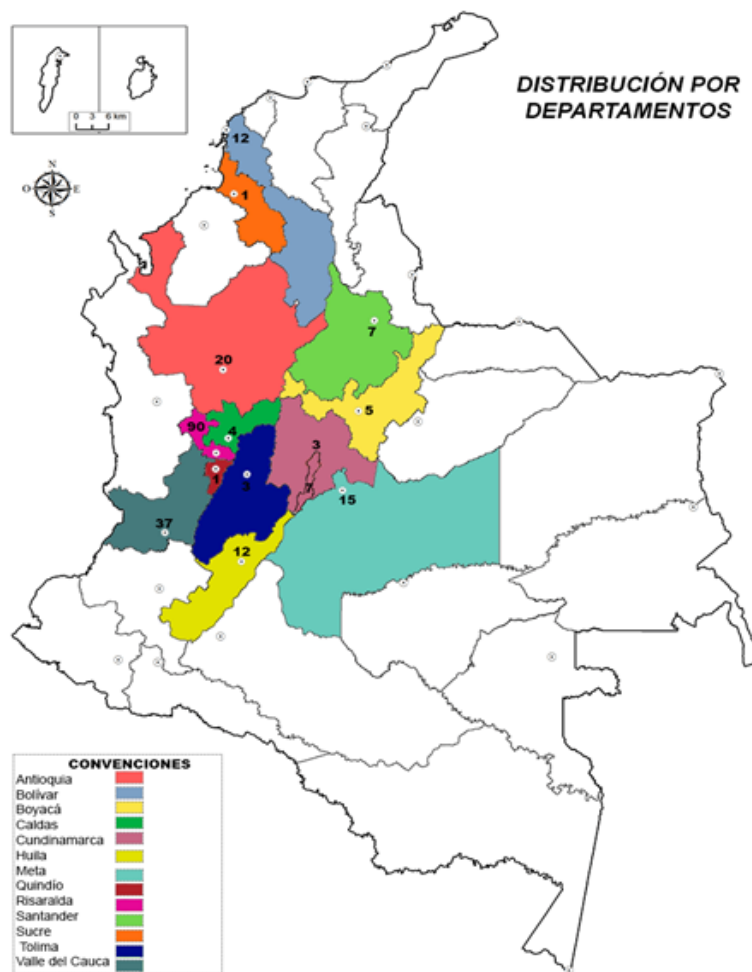 DISTRIBUCIÓN POR
DEPARTAMENTOS
0 3 6 km
N
O
E
S
12
1
7
20
5
90
4
3
1
3
7
15
37
12
CONVENCIONES
Antioquia
Bolívar
Boyacá
Caldas
Cundinamarca
Huila
Meta
Quindío
Risaralda
Santander
Sucre
Tolima
Valle del Cauca